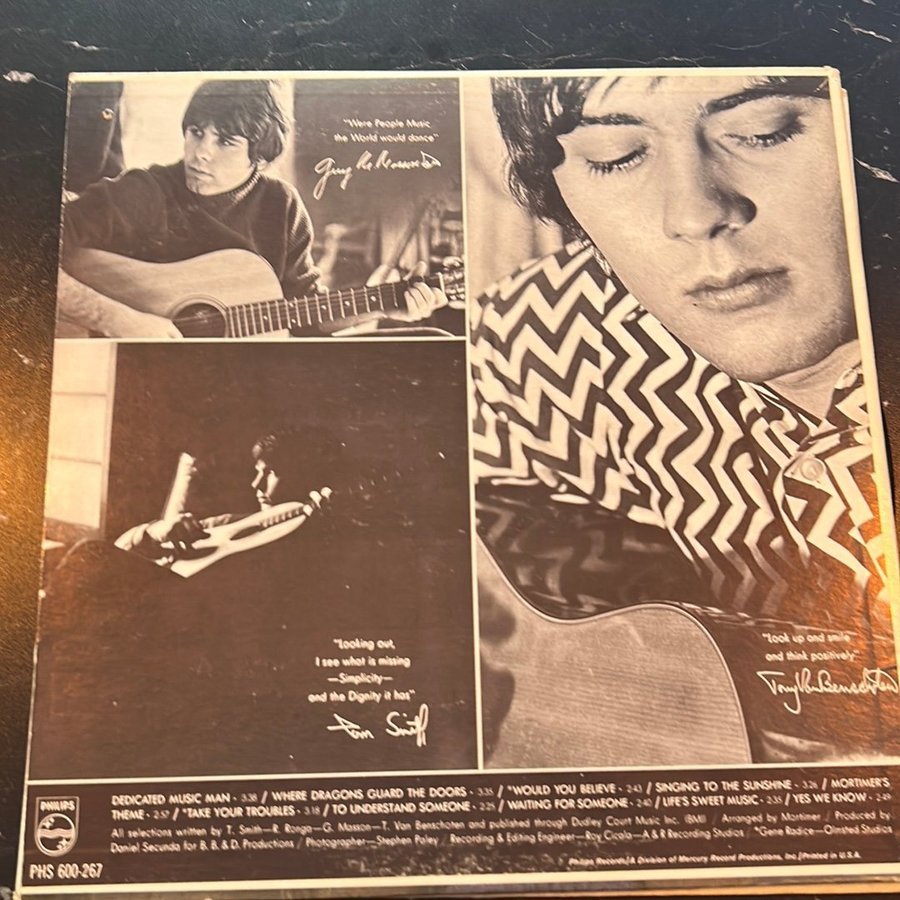 "Were People Music
the World would dance"
Guy M. Masson
"Looking out,
I see what is missing
—Simplicity—
and the Dignity it has"
Tom Smith
"Look up and smile
and think positively"
Tony Van Benschoten
PHILIPS
DEDICATED MUSIC MAN - 3:38 / WHERE DRAGONS GUARD THE DOORS - 3:35 / *WOULD YOU BELIEVE - 2:43 / SINGING TO THE SUNSHINE - 3:26 / MORTIMER'S
THEME - 2:57 / *TAKE YOUR TROUBLES - 3:18 / TO UNDERSTAND SOMEONE - 2:25 / WAITING FOR SOMEONE - 2:40 / LIFE'S SWEET MUSIC - 2:35 / YES WE KNOW - 2:49
All selections written by T. Smith—R. Ronga—G. Masson—T. Van Benschoten and published through Dudley Court Music Inc. (BMI) / Arranged by Mortimer / Produced by
Daniel Secunda for B. B. & D. Productions / Photographer—Stephen Paley / Recording & Editing Engineer—Roy Cicala—A & R Recording Studios / *Gene Radice—Olmsted Studios
PHS 600-267
Philips Records/A Division of Mercury Record Productions, Inc./Printed in U.S.A.